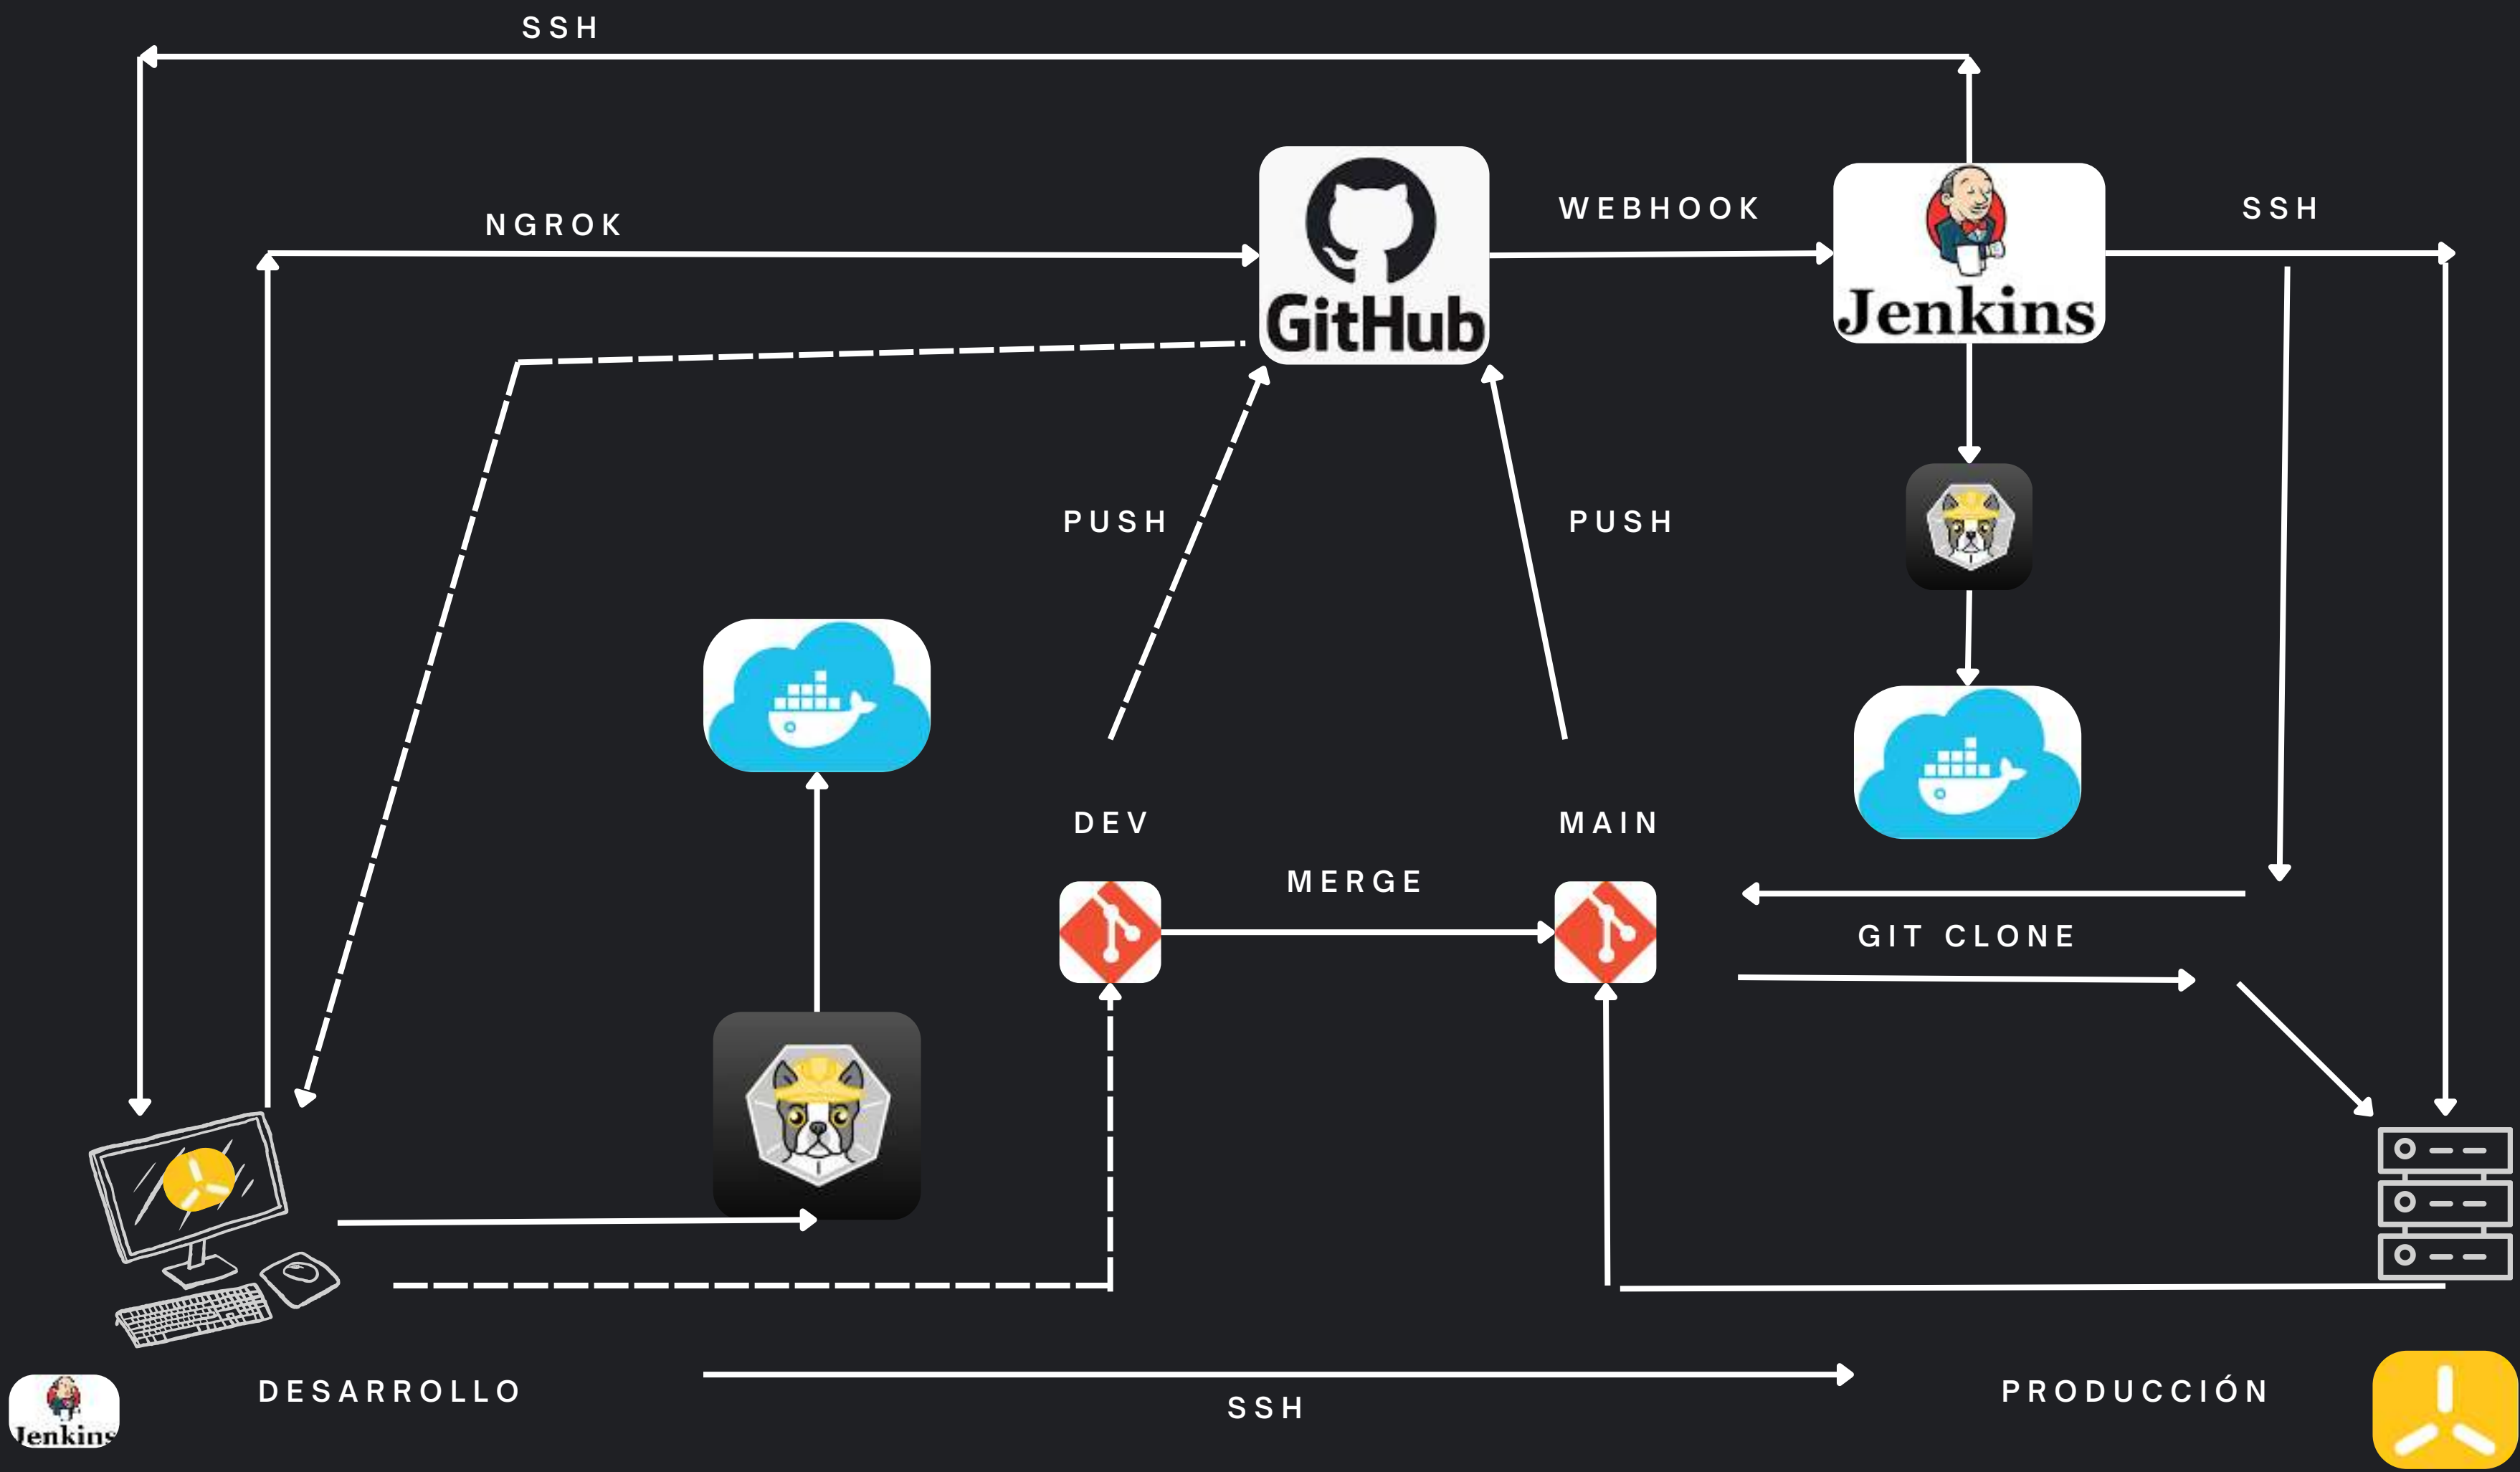 SSH
NGROK
GitHub
WEBHOOK
Jenkins
SSH
PUSH
PUSH
DEV
MAIN
MERGE
GIT CLONE
Jenkins
DESARROLLO
SSH
PRODUCCIÓN